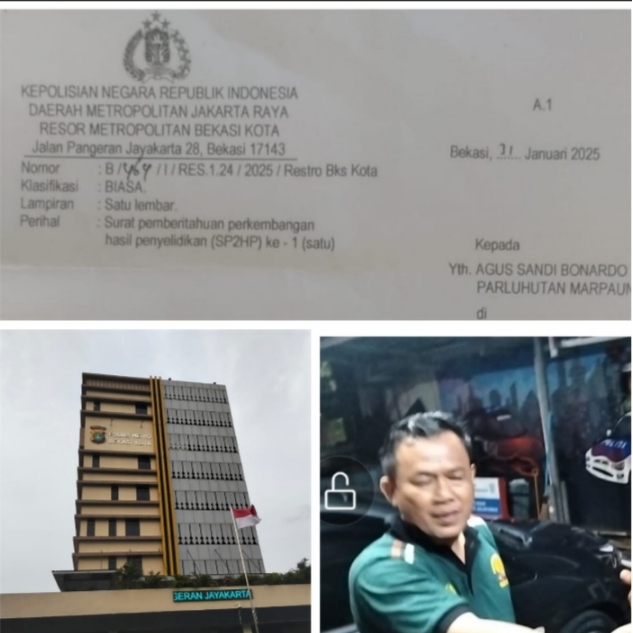 KEPOLISIAN NEGARA REPUBLIK INDONESIA
DAERAH METROPOLITAN JAKARTA RAYA
RESOR METROPOLITAN BEKASI KOTA
Jalan Pangeran Jayakarta 28, Bekasi 17143
A.1
Bekasi, 31 Januari 2025
Nomor : B / 464 / I / RES.1.24 / 2025 / Restro Bks Kota
Klasifikasi : BIASA.
Lampiran : Satu lembar.
Perihal : Surat pemberitahuan perkembangan
hasil penyelidikan (SP2HP) ke - 1 (satu)
Kepada
Yth. AGUS SANDI BONARDO
PARLUHUTAN MARPAUN
di
GERAN JAYAKARTA